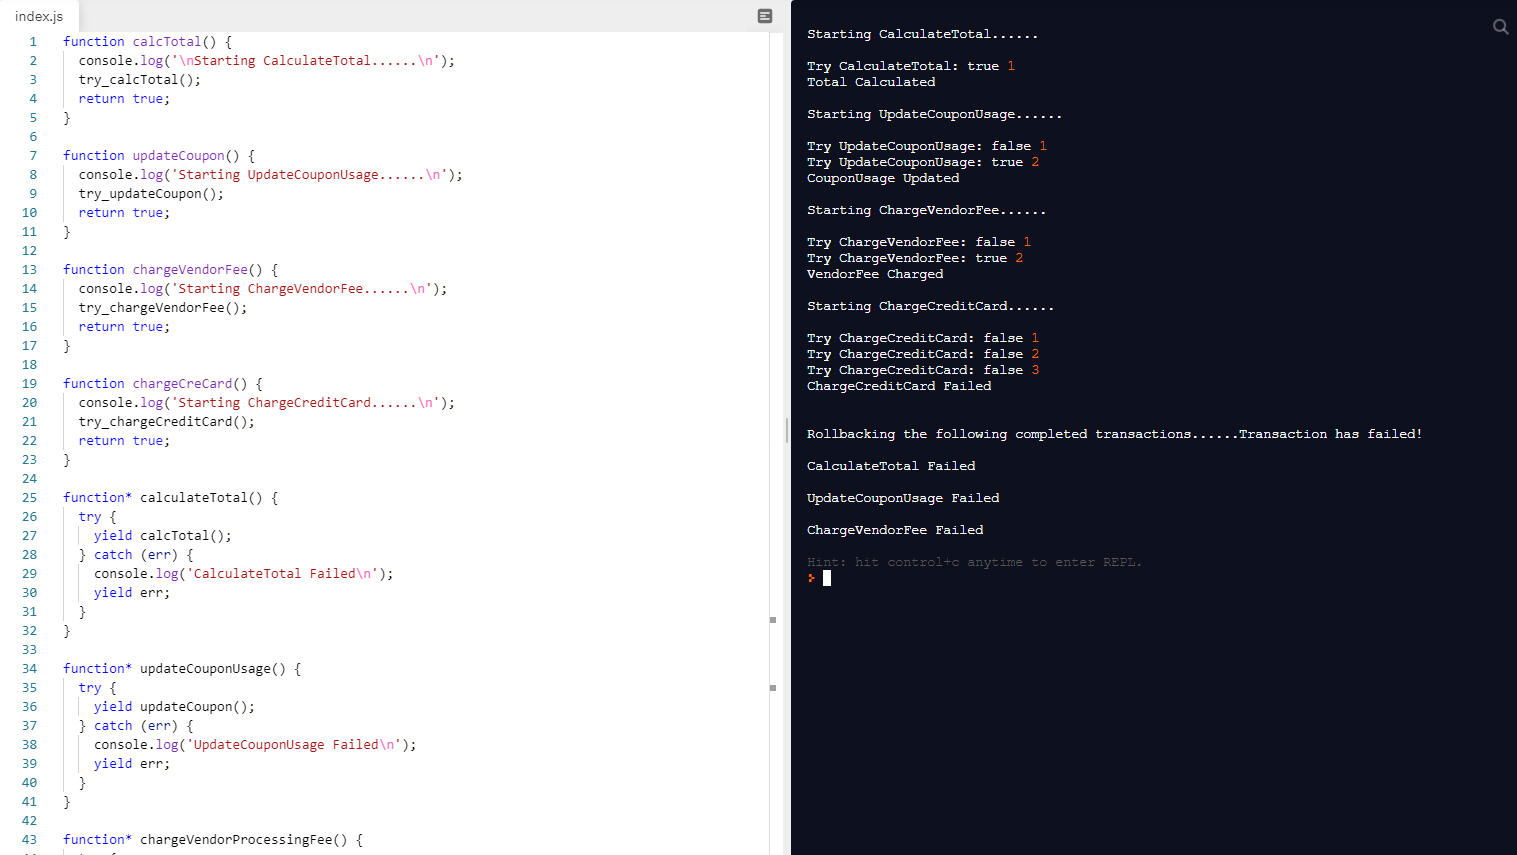 index.js
1 function calcTotal() {
2 console.log('\nStarting CalculateTotal......\n');
3 try_calcTotal();
4 return true;
5 }
6
7 function updateCoupon() {
8 console.log('Starting UpdateCouponUsage......\n');
9 try_updateCoupon();
10 return true;
11 }
12
13 function chargeVendorFee() {
14 console.log('Starting ChargeVendorFee......\n');
15 try_chargeVendorFee();
16 return true;
17 }
18
19 function chargeCreCard() {
20 console.log('Starting ChargeCreditCard......\n');
21 try_chargeCreditCard();
22 return true;
23 }
24
25 function* calculateTotal() {
26 try {
27 yield calcTotal();
28 } catch (err) {
29 console.log('CalculateTotal Failed\n');
30 yield err;
31 }
32 }
33
34 function* updateCouponUsage() {
35 try {
36 yield updateCoupon();
37 } catch (err) {
38 console.log('UpdateCouponUsage Failed\n');
39 yield err;
40 }
41 }
42
43 function* chargeVendorProcessingFee() {
Starting CalculateTotal......
Try CalculateTotal: true 1
Total Calculated
Starting UpdateCouponUsage......
Try UpdateCouponUsage: false 1
Try UpdateCouponUsage: true 2
CouponUsage Updated
Starting ChargeVendorFee......
Try ChargeVendorFee: false 1
Try ChargeVendorFee: true 2
VendorFee Charged
Starting ChargeCreditCard......
Try ChargeCreditCard: false 1
Try ChargeCreditCard: false 2
Try ChargeCreditCard: false 3
ChargeCreditCard Failed
Rollbacking the following completed transactions......Transaction has failed!
CalculateTotal Failed
UpdateCouponUsage Failed
ChargeVendorFee Failed
Hint: hit control+c anytime to enter REPL.